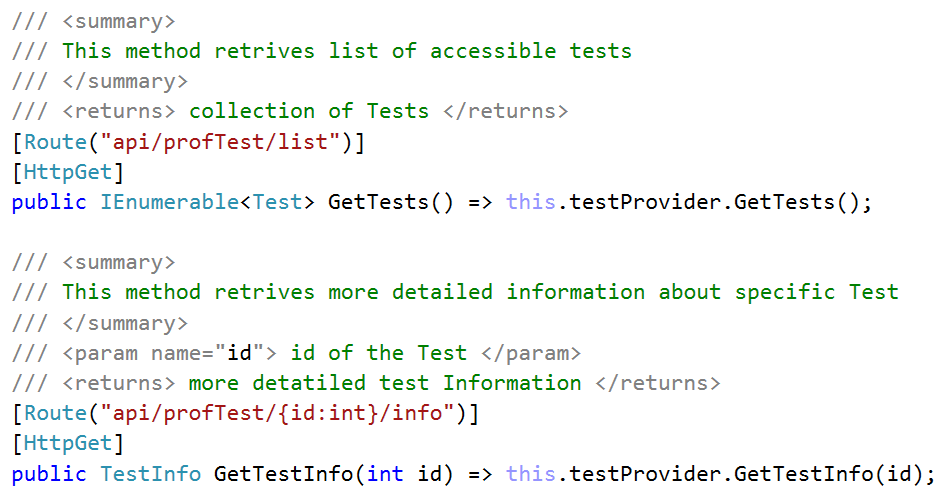 /// <summary>
/// This method retrives list of accessible tests
/// </summary>
/// <returns> collection of Tests </returns>
[Route("api/profTest/list")]
[HttpGet]
public IEnumerable<Test> GetTests() => this.testProvider.GetTests();
/// <summary>
/// This method retrives more detailed information about specific Test
/// </summary>
/// <param name="id"> id of the Test </param>
/// <returns> more detatiled test Information </returns>
[Route("api/profTest/{id:int}/info")]
[HttpGet]
public TestInfo GetTestInfo(int id) => this.testProvider.GetTestInfo(id);